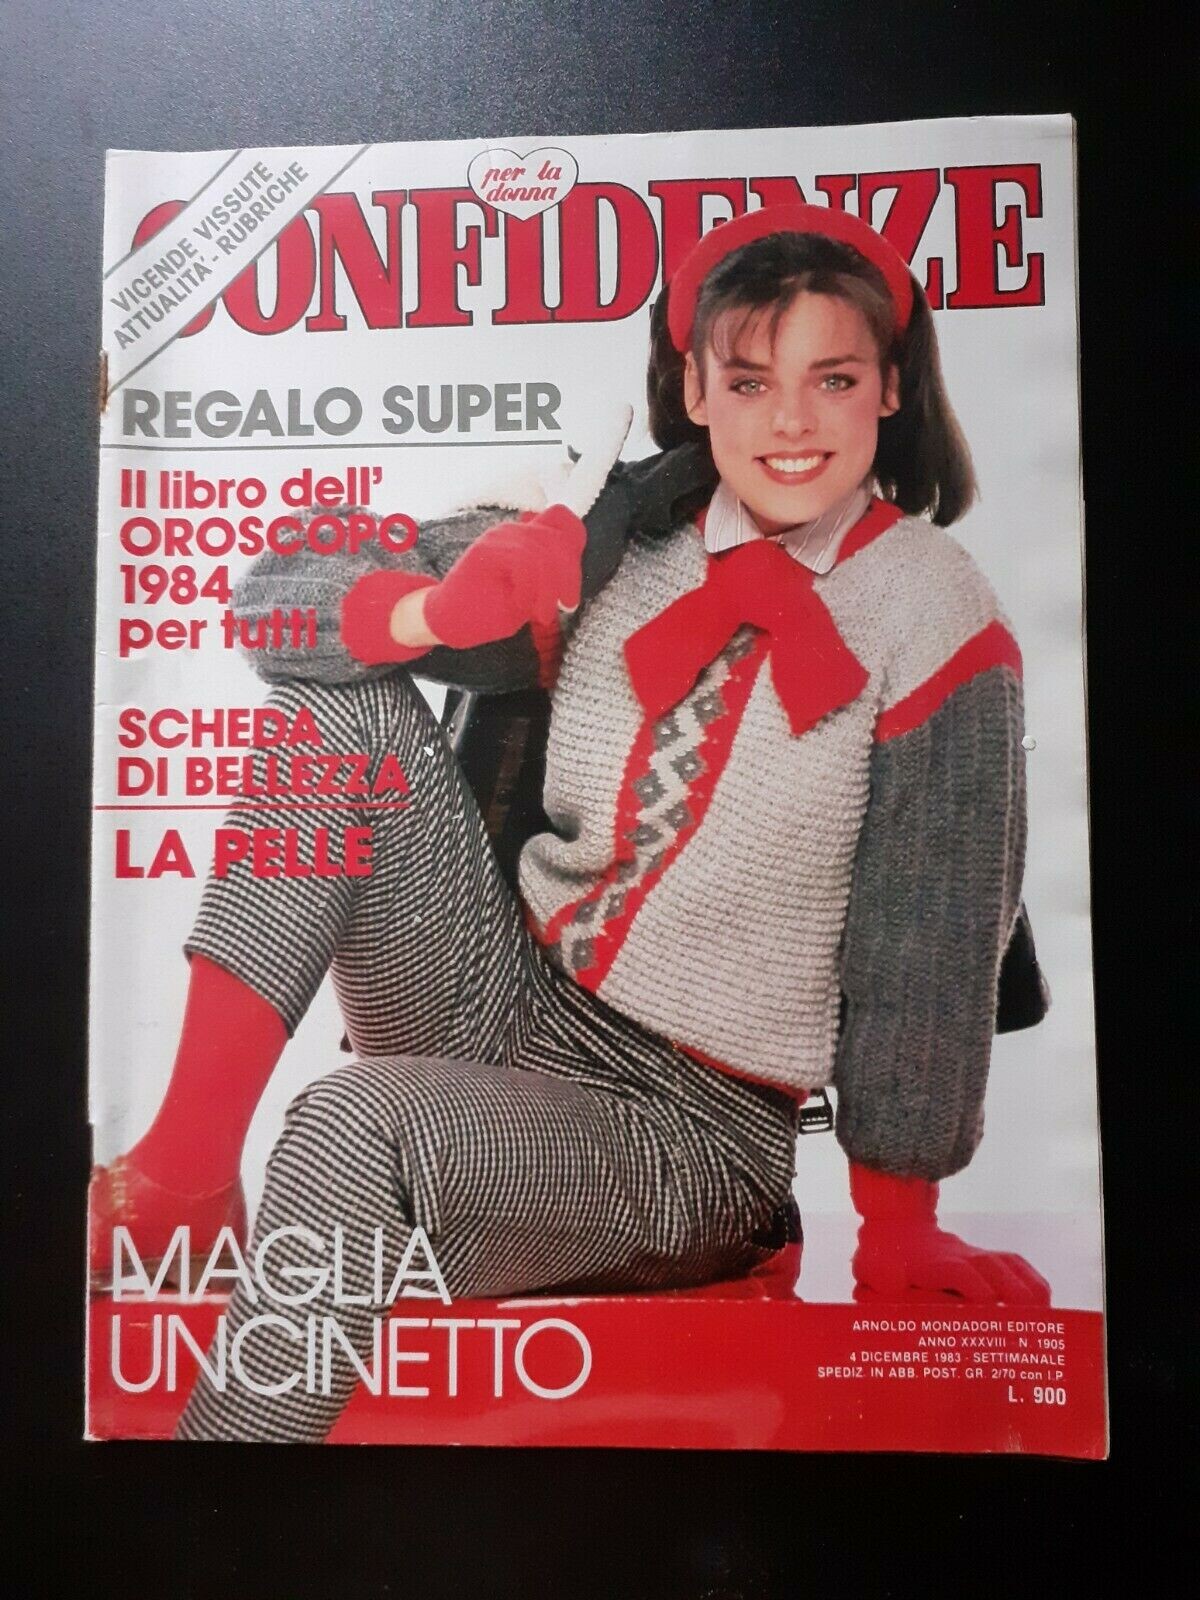 VICENDE VISSUTE
ATTUALITA' - RUBRICHE
per la
donna
CONFIDENZE
REGALO SUPER
Il libro dell'
OROSCOPO
1984
per tutti
SCHEDA
DI BELLEZZA
LA PELLE
MAGLIA
UNCINETTO
ARNOLDO MONDADORI EDITORE
ANNO XXXVIII - N. 1905
4 DICEMBRE 1983 - SETTIMANALE
SPEDIZ. IN ABB. POST. GR. 2/70 con I.P.
L. 900